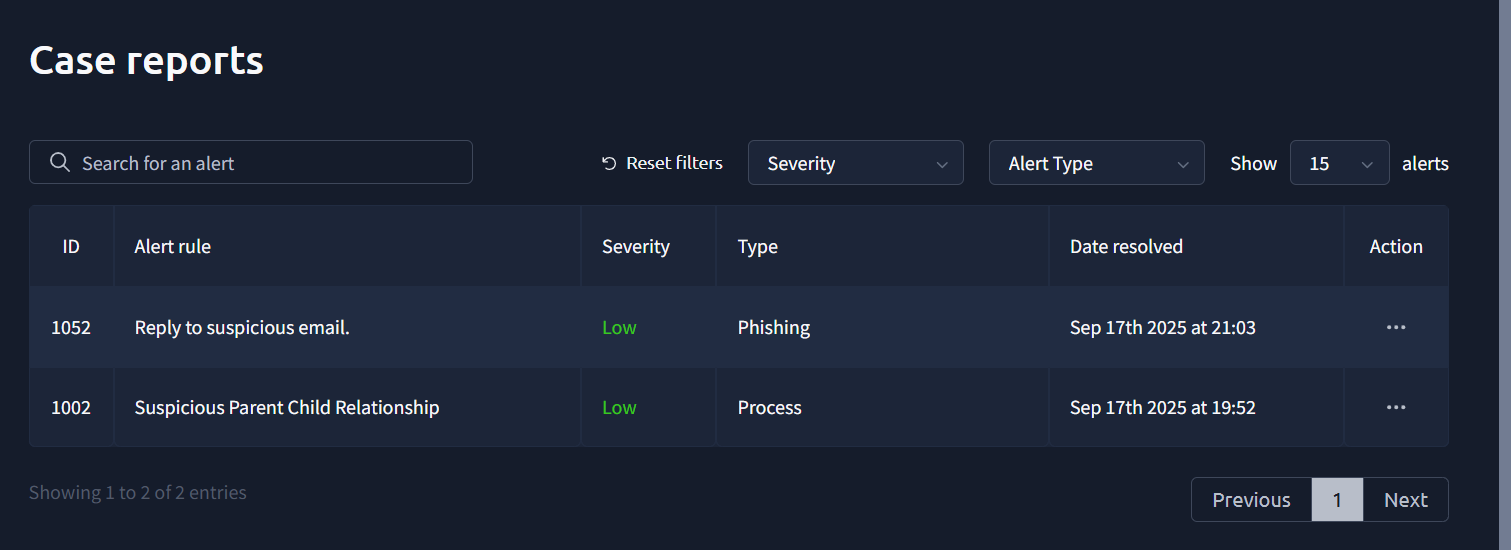 Case reports
Search for an alert Reset filters Severity Alert Type Show 15 alerts
ID Alert rule Severity Type Date resolved Action
1052 Reply to suspicious email. Low Phishing Sep 17th 2025 at 21:03 ···
1002 Suspicious Parent Child Relationship Low Process Sep 17th 2025 at 19:52 ···
Showing 1 to 2 of 2 entries
Previous 1 Next